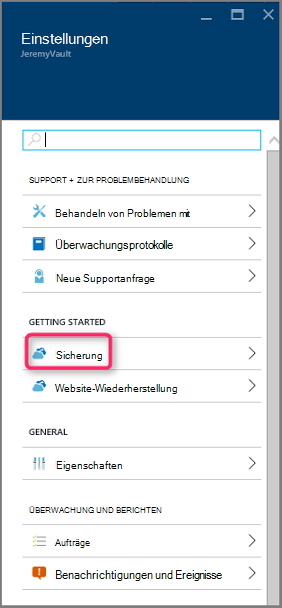 Einstellungen
JeremyVault
SUPPORT + ZUR PROBLEMBEHANDLUNG
Behandeln von Problemen mit
Überwachungsprotokolle
Neue Supportanfrage
GETTING STARTED
Sicherung
Website-Wiederherstellung
GENERAL
Eigenschaften
ÜBERWACHUNG UND BERICHTEN
Aufträge
Benachrichtigungen und Ereignisse